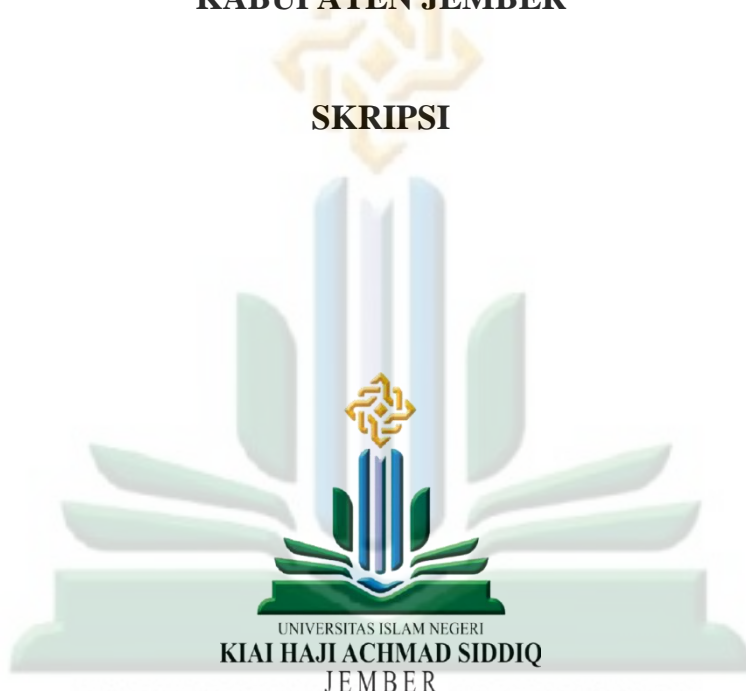 KABUPATEN JEMBER
SKRIPSI
UNIVERSITAS ISLAM NEGERI
KIAI HAJI ACHMAD SIDDIQ
JEMBER